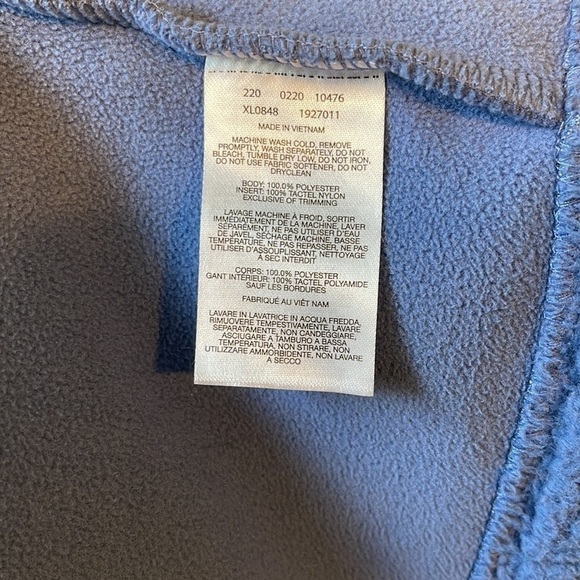 220 0220 10476
XL0848 1927011
MADE IN VIETNAM
MACHINE WASH COLD, REMOVE
PROMPTLY, WASH SEPARATELY, DO NOT
BLEACH, TUMBLE DRY LOW, DO NOT IRON,
DO NOT USE FABRIC SOFTENER, DO NOT
DRYCLEAN
BODY: 100.0% POLYESTER
INSERT: 100% TACTEL NYLON
EXCLUSIVE OF TRIMMING
LAVAGE MACHINE À FROID, SORTIR
IMMÉDIATEMENT DE LA MACHINE, LAVER
SÉPARÉMENT, NE PAS UTILISER D'EAU
DE JAVEL, SÉCHAGE MACHINE, BASSE
TEMPÉRATURE, NE PAS REPASSER, NE PAS
UTILISER D'ASSOUPLISSANT, NETTOYAGE
À SEC INTERDIT
CORPS: 100.0% POLYESTER
GANT INTÉRIEUR: 100% TACTEL POLYAMIDE
SAUF LES BORDURES
FABRIQUÉ AU VIÊT NAM
LAVARE IN LAVATRICE IN ACQUA FREDDA,
RIMUOVERE TEMPESTIVAMENTE, LAVARE
SEPARATAMENTE, NON CANDEGGIARE,
ASCIUGARE A TAMBURO A BASSA
TEMPERATURA, NON STIRARE, NON
UTILIZZARE AMMORBIDENTE, NON LAVARE
A SECCO